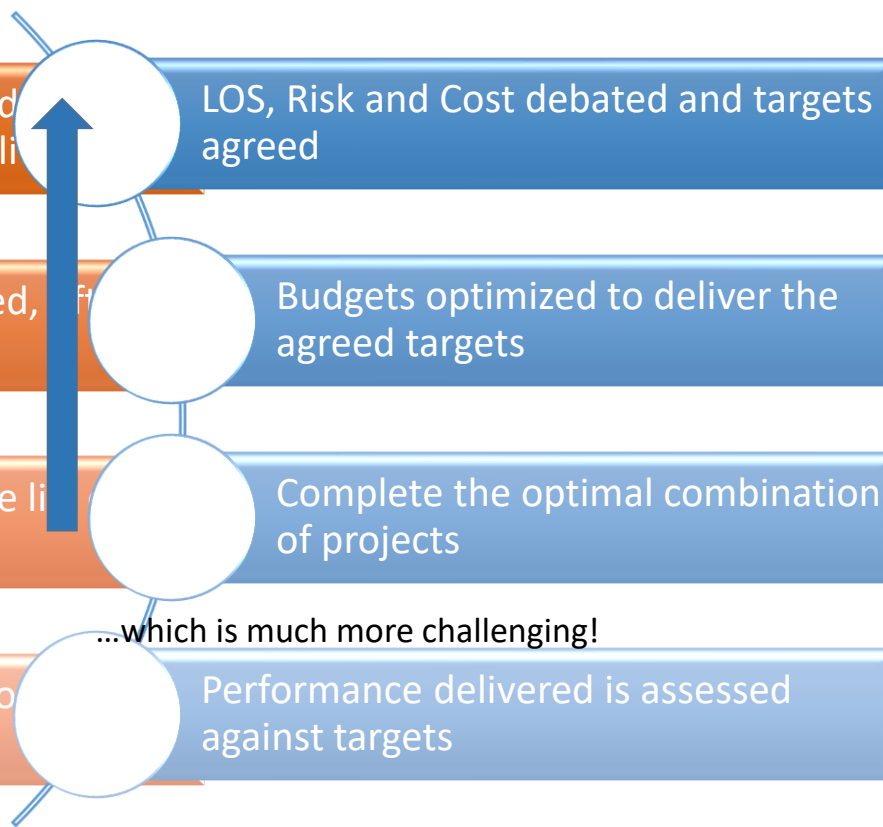 LOS, Risk and Cost debated and targets
agreed
Budgets optimized to deliver the
agreed targets
Complete the optimal combination
of projects
…which is much more challenging!
Performance delivered is assessed
against targets